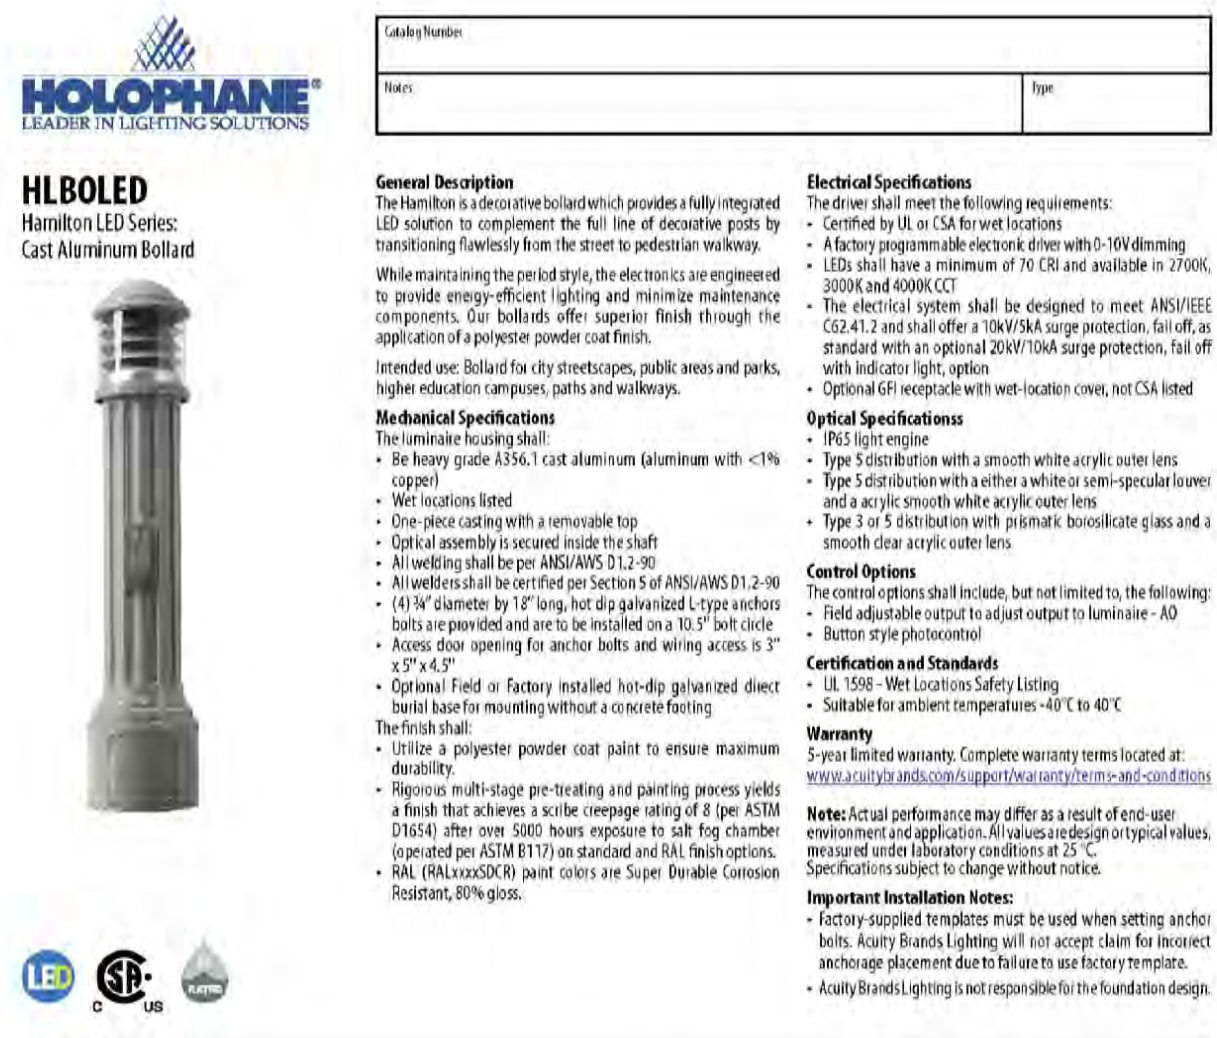 HOLOPHANE®
LEADER IN LIGHTING SOLUTIONS
Catalog Number
Notes
Type
HLBOLED
Hamilton LED Series:
Cast Aluminum Bollard
General Description
The Hamilton is a decorative bollard which provides a fully integrated
LED solution to complement the full line of decorative posts by
transitioning flawlessly from the street to pedestrian walkway.
While maintaining the period style, the electronics are engineered
to provide energy-efficient lighting and minimize maintenance
components. Our bollards offer superior finish through the
application of a polyester powder coat finish.
Intended use: Bollard for city streetscapes, public areas and parks,
higher education campuses, paths and walkways.
Mechanical Specifications
The luminaire housing shall:
• Be heavy grade A356.1 cast aluminum (aluminum with <1%
copper)
• Wet locations listed
• One-piece casting with a removable top
• Optical assembly is secured inside the shaft
• All welding shall be per ANSI/AWS D1.2-90
• All welders shall be certified per Section 5 of ANSI/AWS D1.2-90
• (4) ¾" diameter by 18" long, hot dip galvanized L-type anchors
bolts are provided and are to be installed on a 10.5" bolt circle
• Access door opening for anchor bolts and wiring access is 3"
x 5" x 4.5"
• Optional Field or Factory installed hot-dip galvanized direct
burial base for mounting without a concrete footing
The finish shall:
• Utilize a polyester powder coat paint to ensure maximum
durability.
• Rigorous multi-stage pre-treating and painting process yields
a finish that achieves a scribe creepage rating of 8 (per ASTM
D1654) after over 5000 hours exposure to salt fog chamber
(operated per ASTM B117) on standard and RAL finish options.
• RAL (RALxxxxSDCR) paint colors are Super Durable Corrosion
Resistant, 80% gloss.
Electrical Specifications
The driver shall meet the following requirements:
• Certified by UL or CSA for wet locations
• A factory programmable electronic driver with 0-10V dimming
• LEDs shall have a minimum of 70 CRI and available in 2700K,
3000K and 4000K CCT
• The electrical system shall be designed to meet ANSI/IEEE
C62.41.2 and shall offer a 10kV/5kA surge protection, fail off, as
standard with an optional 20kV/10kA surge protection, fail off
with indicator light, option
• Optional GFI receptacle with wet-location cover, not CSA listed
Optical Specificationss
• IP65 light engine
• Type 5 distribution with a smooth white acrylic outer lens
• Type 5 distribution with a either a white or semi-specular louver
and a acrylic smooth white acrylic outer lens
• Type 3 or 5 distribution with prismatic borosilicate glass and a
smooth clear acrylic outer lens
Control Options
The control options shall include, but not limited to, the following:
• Field adjustable output to adjust output to luminaire - AO
• Button style photocontrol
Certification and Standards
• UL 1598 - Wet Locations Safety Listing
• Suitable for ambient temperatures -40°C to 40°C
Warranty
5-year limited warranty. Complete warranty terms located at:
www.acuitybrands.com/support/warranty/terms-and-conditions
Note: Actual performance may differ as a result of end-user
environment and application. All values are design or typical values,
measured under laboratory conditions at 25 °C.
Specifications subject to change without notice.
Important Installation Notes:
• Factory-supplied templates must be used when setting anchor
bolts. Acuity Brands Lighting will not accept claim for incorrect
anchorage placement due to failure to use factory template.
• Acuity Brands Lighting is not responsible for the foundation design.
LED
SA
C US